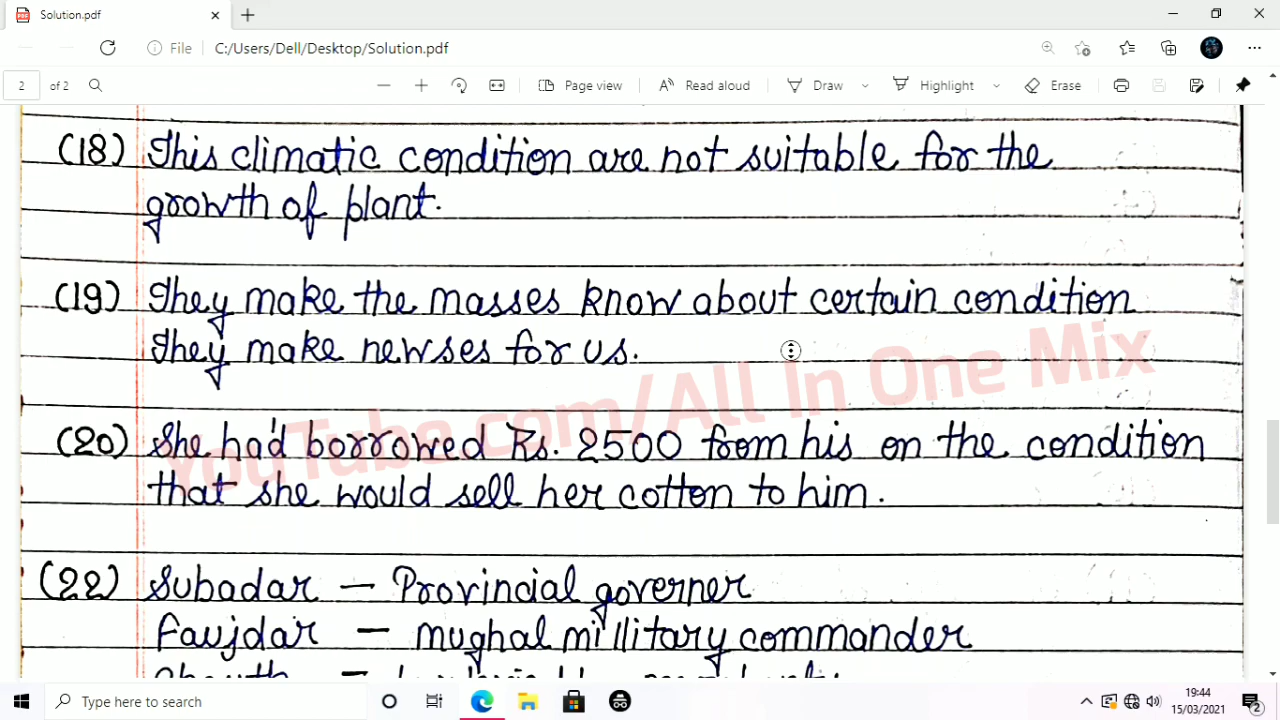 Solution.pdf
File C:/Users/Dell/Desktop/Solution.pdf
2 of 2 Page view Read aloud Draw Highlight Erase
(18) This climatic condition are not suitable for the
growth of plant.
(19) They make the masses know about certain condition
They make newses for us.
YouTube.com/All In One Mix
(20) She had borrowed Rs. 2500 from his on the condition
that she would sell her cotton to him.
(22) Subadar – Provincial governer
Faujdar – mughal millitary commander
Type here to search
19:44
15/03/2021
2